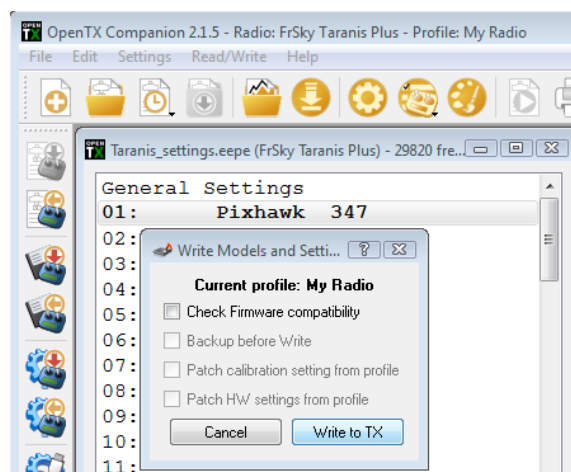 OpenTX Companion 2.1.5 - Radio: FrSky Taranis Plus - Profile: My Radio
File Edit Settings Read/Write Help
Taranis_settings.eepe (FrSky Taranis Plus) - 29820 fre...
General Settings
01: Pixhawk 347
02:
Write Models and Setti...
03:
04:
Current profile: My Radio
05:
Check Firmware compatibility
06:
Backup before Write
07:
Patch calibration setting from profile
08:
Patch HW settings from profile
09:
Cancel Write to TX
10:
11: